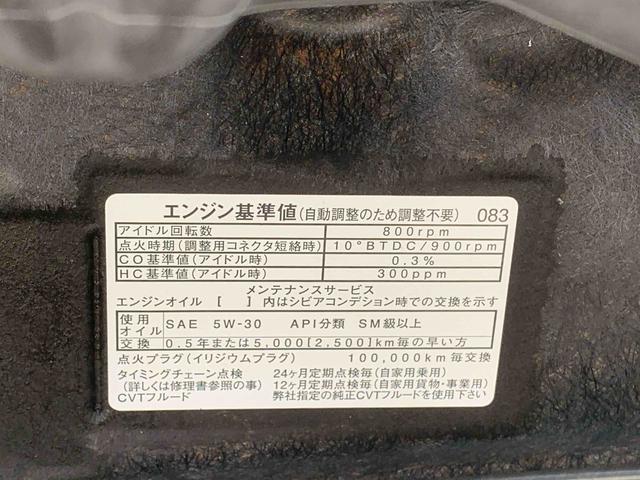 エンジン基準値(自動調整のため調整不要) 083
アイドル回転数 800rpm
点火時期(調整用コネクタ短絡時) 10°BTDC/900rpm
CO基準値(アイドル時) 0.3%
HC基準値(アイドル時) 300ppm
メンテナンスサービス
エンジンオイル [ ]内はシビアコンデション時での交換を示す
使用オイル SAE 5W-30 API分類 SM級以上
交換 0.5年または5,000[2,500]km毎の早い方
点火プラグ(イリジウムプラグ) 100,000km毎交換
タイミングチェーン点検 24ヶ月定期点検毎(自家用乗用)
(詳しくは修理書参照の事) 12ヶ月定期点検毎(自家用貨物・事業用)
CVTフルード 弊社指定の純正CVTフルードを使用下さい